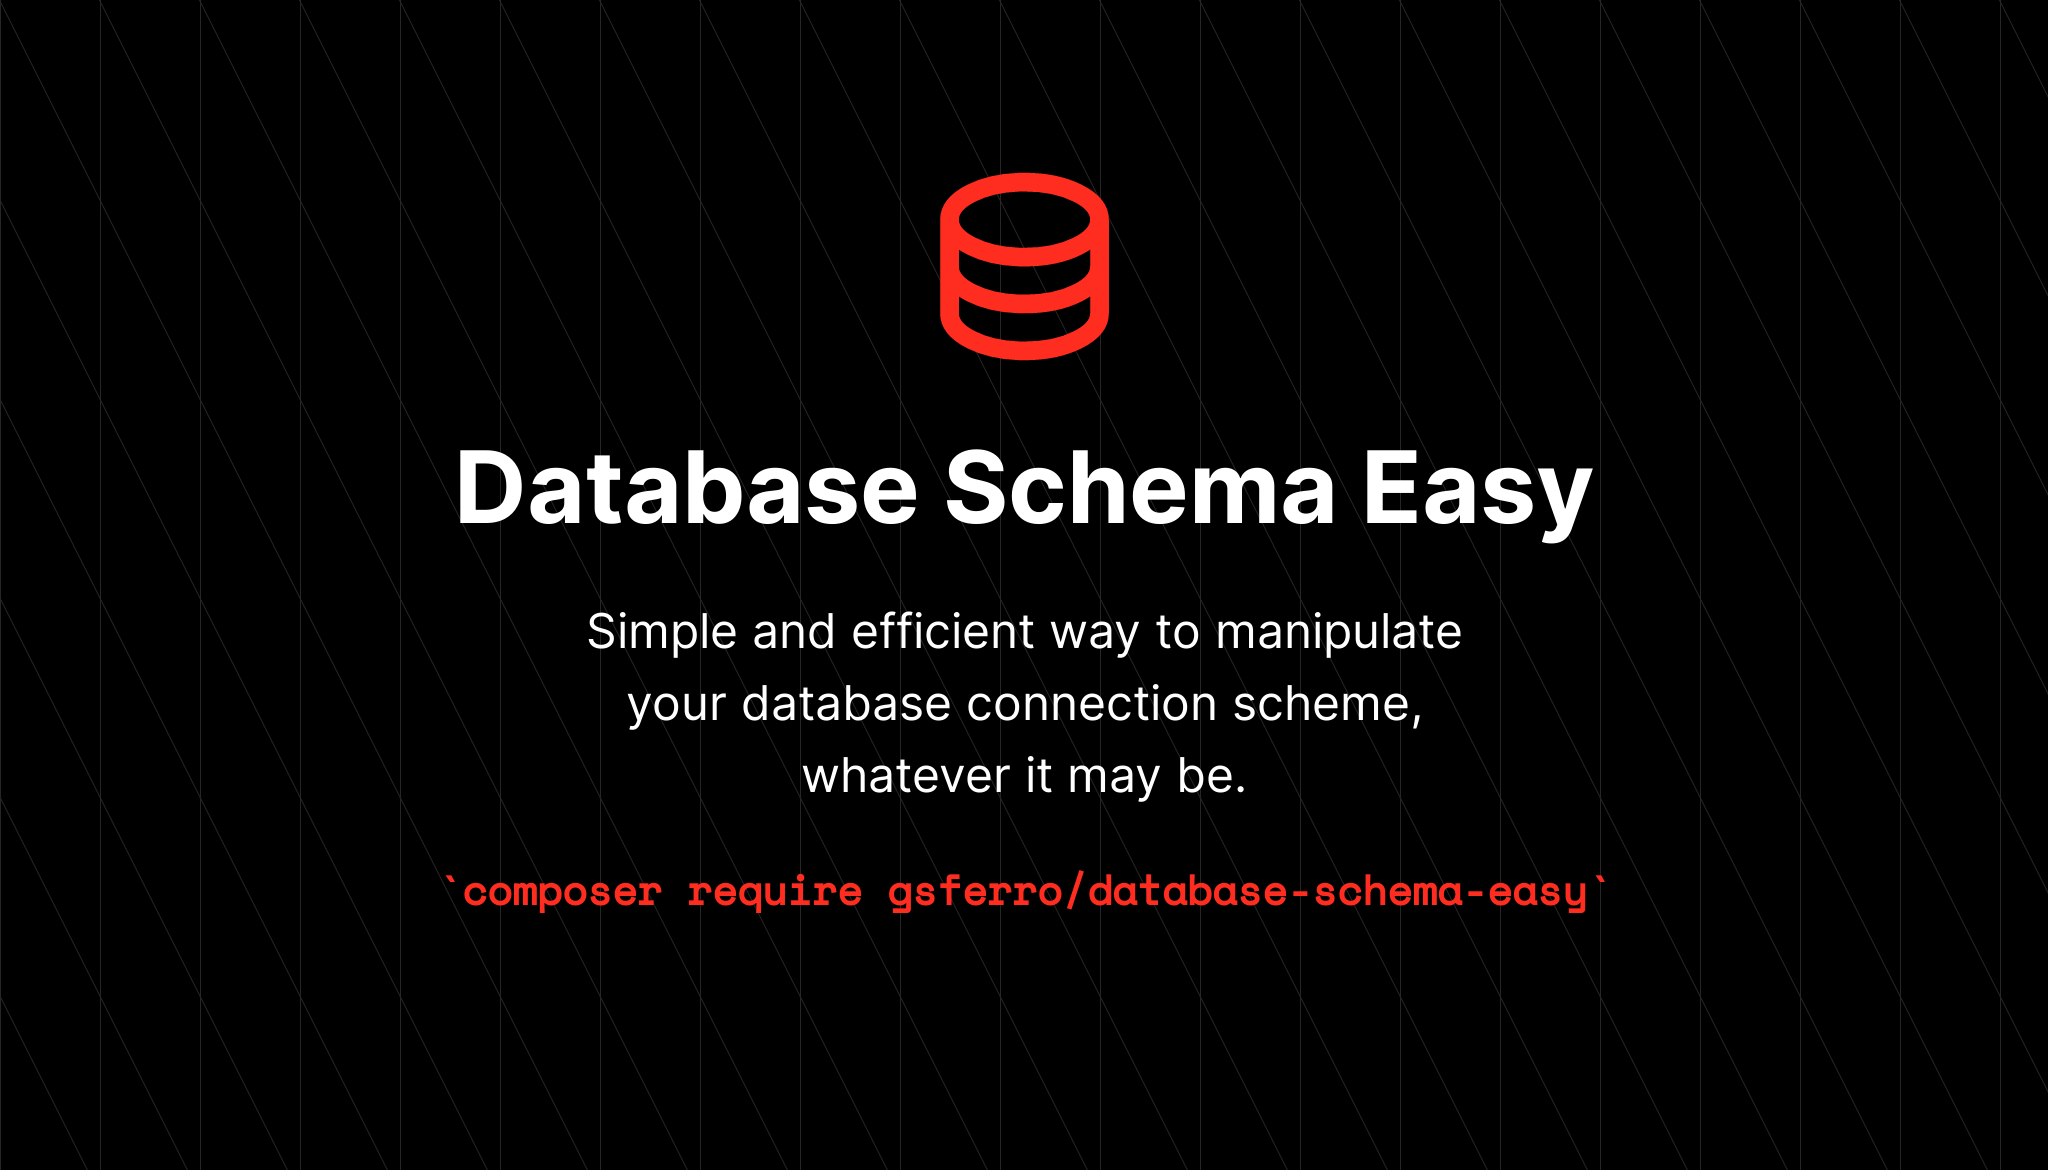 Database Schema Easy
Simple and efficient way to manipulate
your database connection scheme,
whatever it may be.
`composer require gsferro/database-schema-easy`